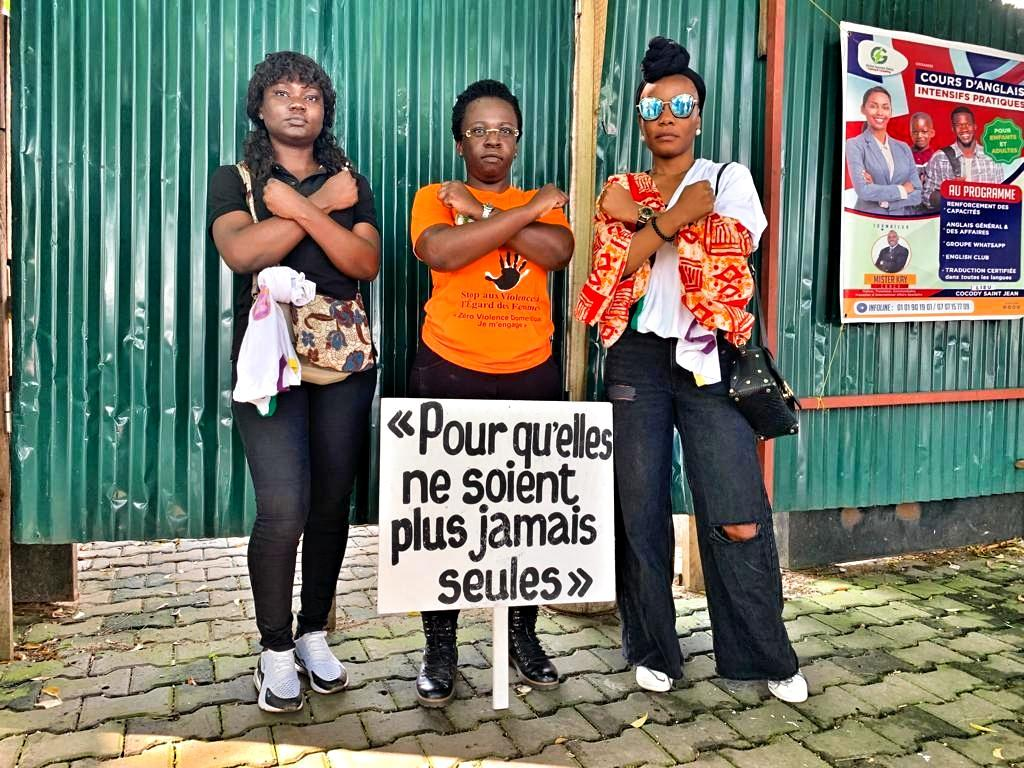 « Pour qu'elles
ne soient
plus jamais
seules »
Stop aux Violences à
l'Égard des Femmes
« Zéro Violence Domestique
Je m'engage »
COURS D'ANGLAIS
INTENSIFS PRATIQUES
POUR
ENFANTS
ET
ADULTES
AU PROGRAMME
RENFORCEMENT DES
CAPACITÉS
ANGLAIS GÉNÉRAL &
DES AFFAIRES
GROUPE WHATSAPP
ENGLISH CLUB
TRADUCTION CERTIFIÉE
dans toutes les langues
FORMATEUR
MISTER KAY
LIEU
COCODY SAINT JEAN